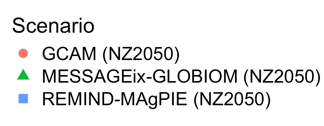 Scenario
GCAM (NZ2050)
MESSAGEix-GLOBIOM (NZ2050)
REMIND-MAgPIE (NZ2050)